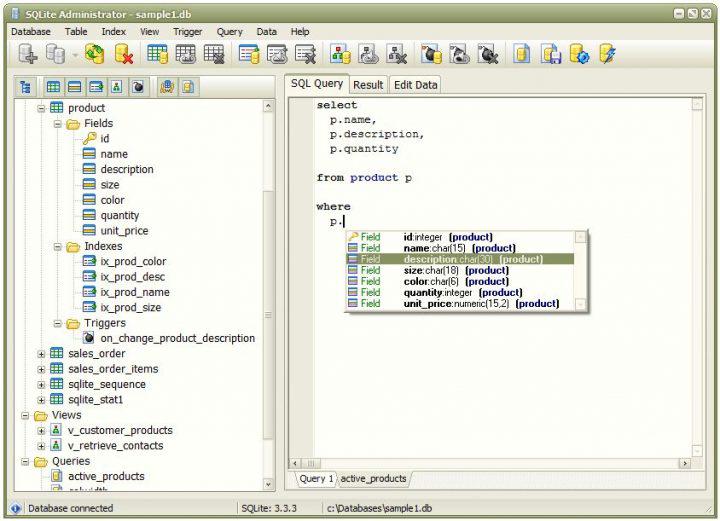 SQLite Administrator - sample1.db
Database Table Index View Trigger Query Data Help
product
Fields
id
name
description
size
color
quantity
unit_price
Indexes
ix_prod_color
ix_prod_desc
ix_prod_name
ix_prod_size
Triggers
on_change_product_description
sales_order
sales_order_items
sqlite_sequence
sqlite_stat1
Views
v_customer_products
v_retrieve_contacts
Queries
active_products
SQL Query Result Edit Data
select
p.name,
p.description,
p.quantity
from product p
where
p.
Field id:integer (product)
Field name:char(15) (product)
Field description:char(30) (product)
Field size:char(18) (product)
Field color:char(6) (product)
Field quantity:integer (product)
Field unit_price:numeric(15,2) (product)
Query 1 active_products
Database connected SQLite: 3.3.3 c:\Databases\sample1.db